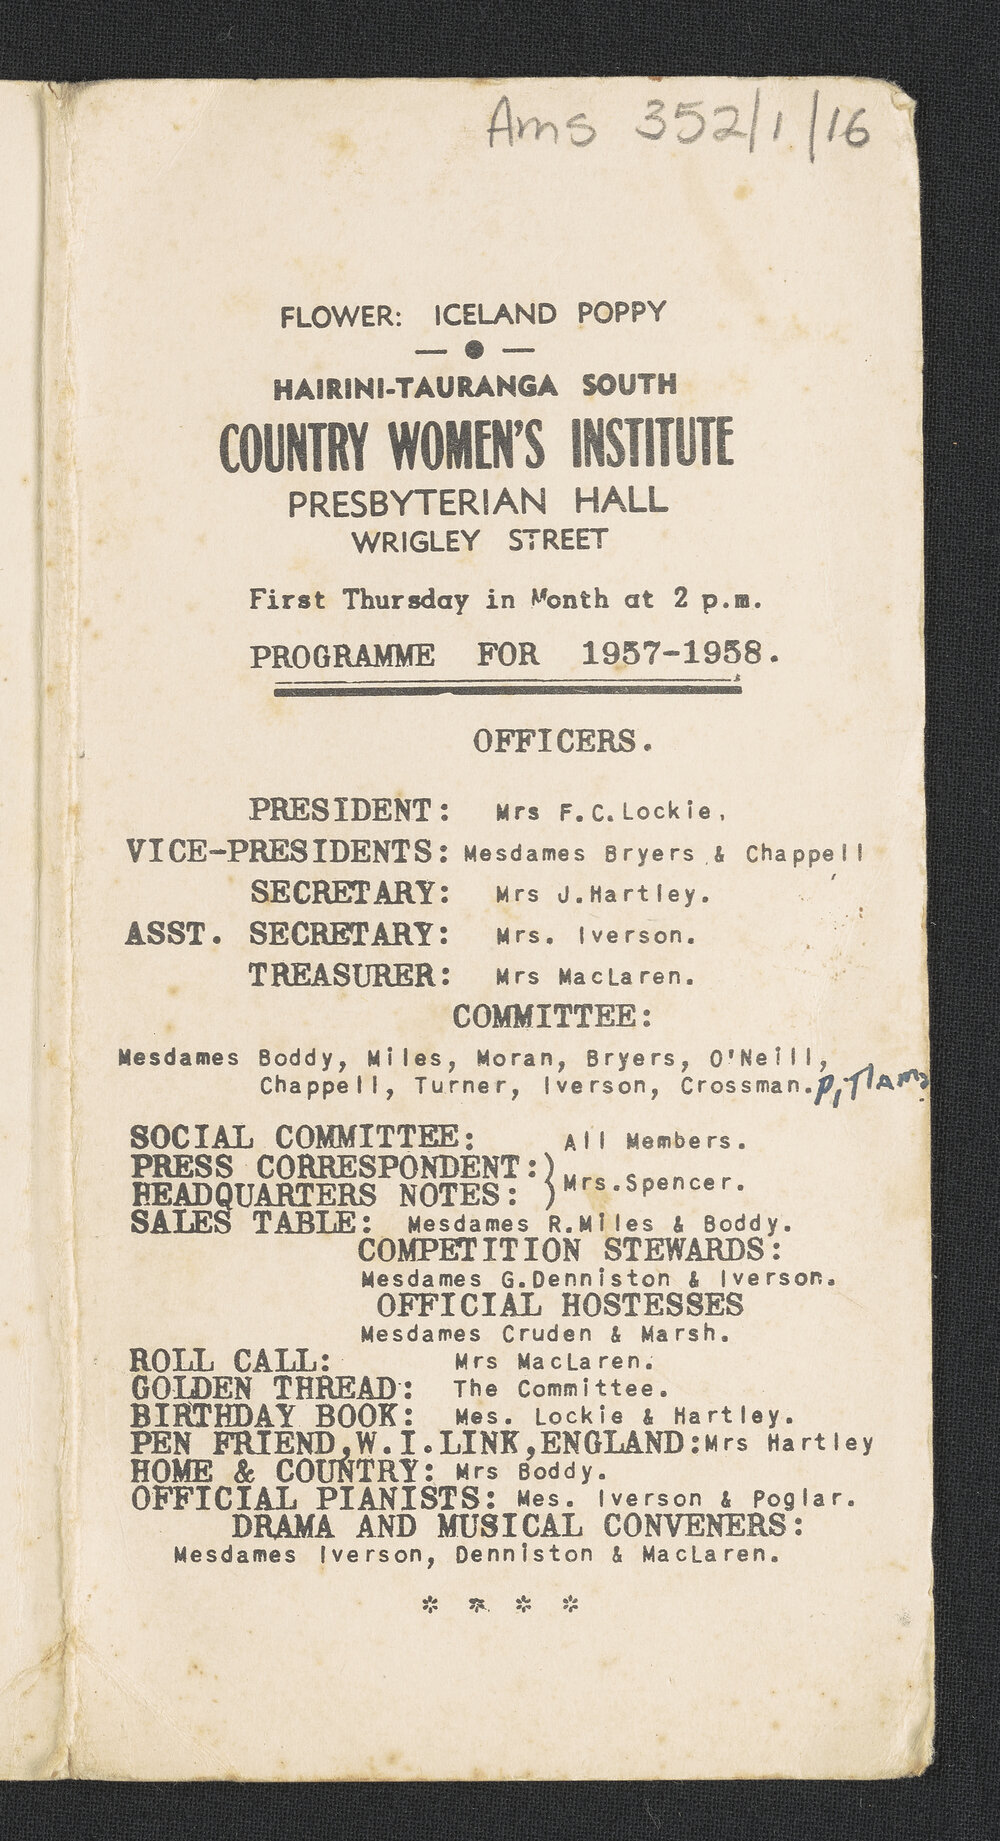 Ams 352/1/16
FLOWER: ICELAND POPPY
HAIRINI-TAURANGA SOUTH
COUNTRY WOMEN'S INSTITUTE
PRESBYTERIAN HALL
WRIGLEY STREET
First Thursday in Month at 2 p.m.
PROGRAMME FOR 1957-1958.
OFFICERS.
PRESIDENT: Mrs F.C.Lockie,
VICE-PRESIDENTS: Mesdames Bryers & Chappell
SECRETARY: Mrs J.Hartley.
ASST. SECRETARY: Mrs. Iverson.
TREASURER: Mrs MacLaren.
COMMITTEE:
Mesdames Boddy, Miles, Moran, Bryers, O'Neill,
Chappell, Turner, Iverson, Crossman.
SOCIAL COMMITTEE: All Members.
PRESS CORRESPONDENT:)
HEADQUARTERS NOTES: ) Mrs.Spencer.
SALES TABLE: Mesdames R.Miles & Boddy.
COMPETITION STEWARDS:
Mesdames G.Denniston & Iverson.
OFFICIAL HOSTESSES
Mesdames Cruden & Marsh.
ROLL CALL: Mrs MacLaren.
GOLDEN THREAD: The Committee.
BIRTHDAY BOOK: Mes. Lockie & Hartley.
PEN FRIEND,W.I.LINK,ENGLAND:Mrs Hartley
HOME & COUNTRY: Mrs Boddy.
OFFICIAL PIANISTS: Mes. Iverson & Poglar.
DRAMA AND MUSICAL CONVENERS:
Mesdames Iverson, Denniston & MacLaren.
* * * *